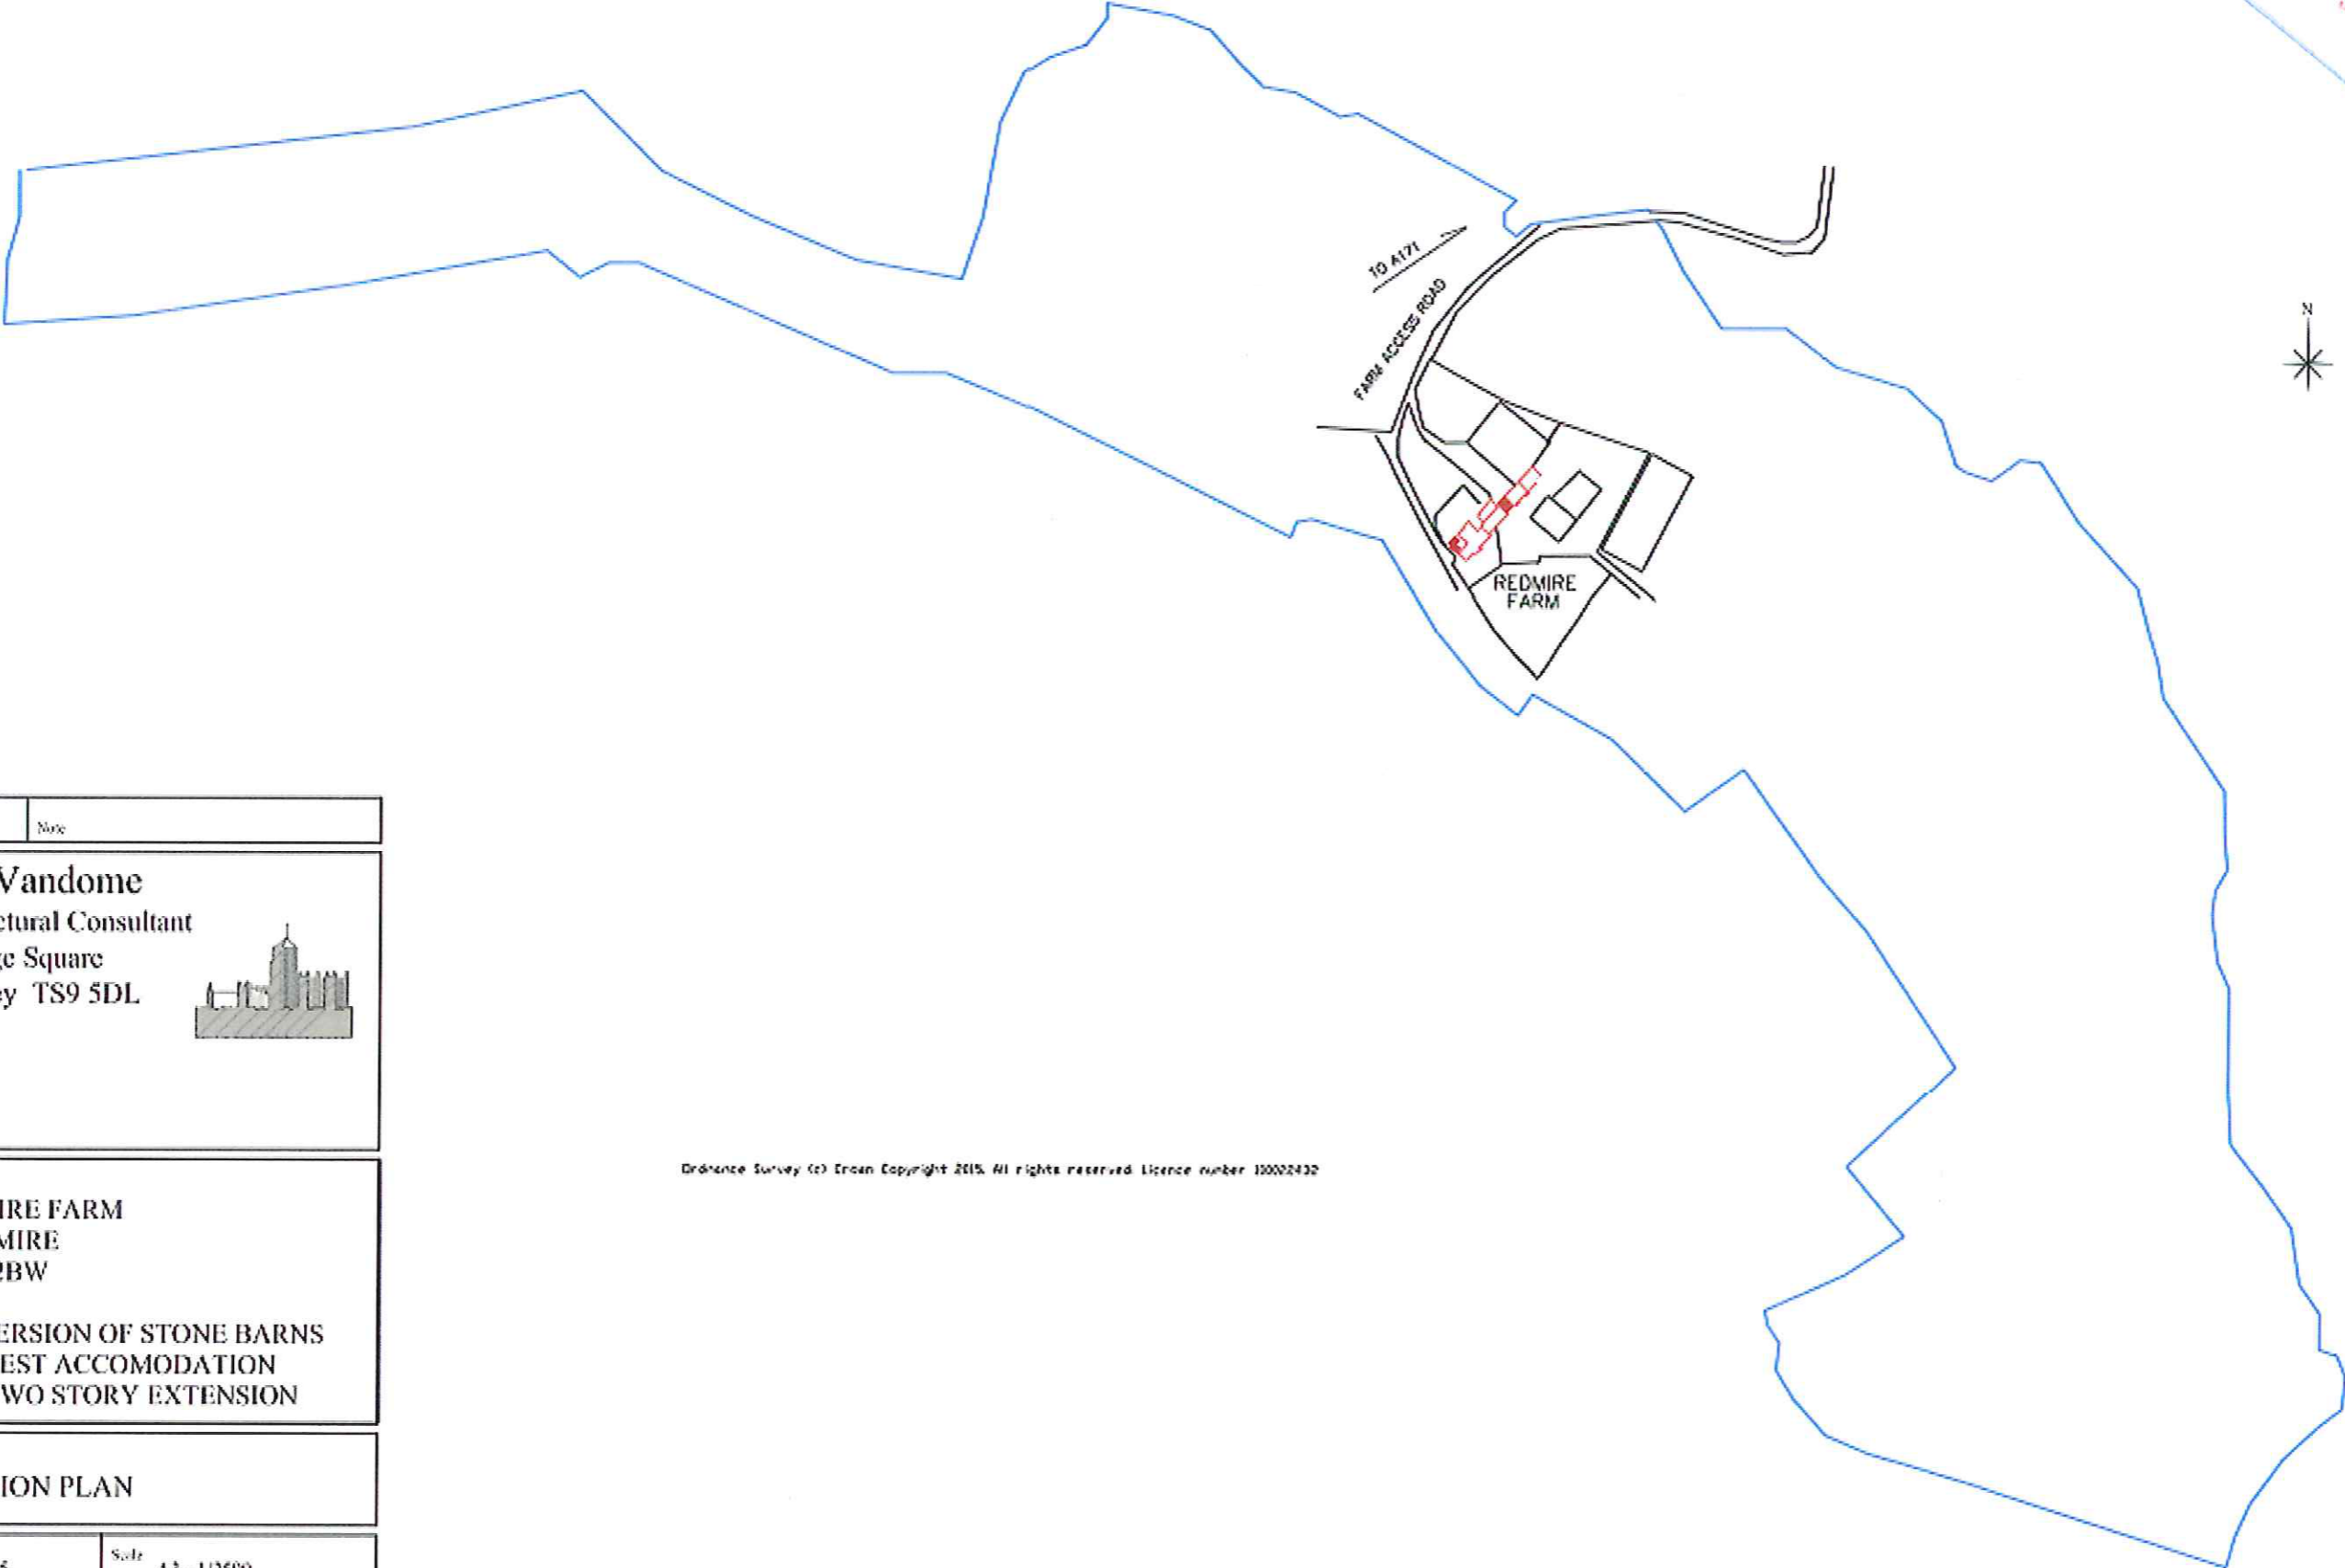 N
TO A171
FARM ACCESS ROAD
REDMIRE
FARM
Note
Vandome
ctural Consultant
ge Square
ey TS9 5DL
Ordnance Survey (c) Crown Copyright 2015. All rights reserved. Licence number 100022432
IRE FARM
MIRE
2BW
ERSION OF STONE BARNS
EST ACCOMODATION
WO STORY EXTENSION
ION PLAN
Scale